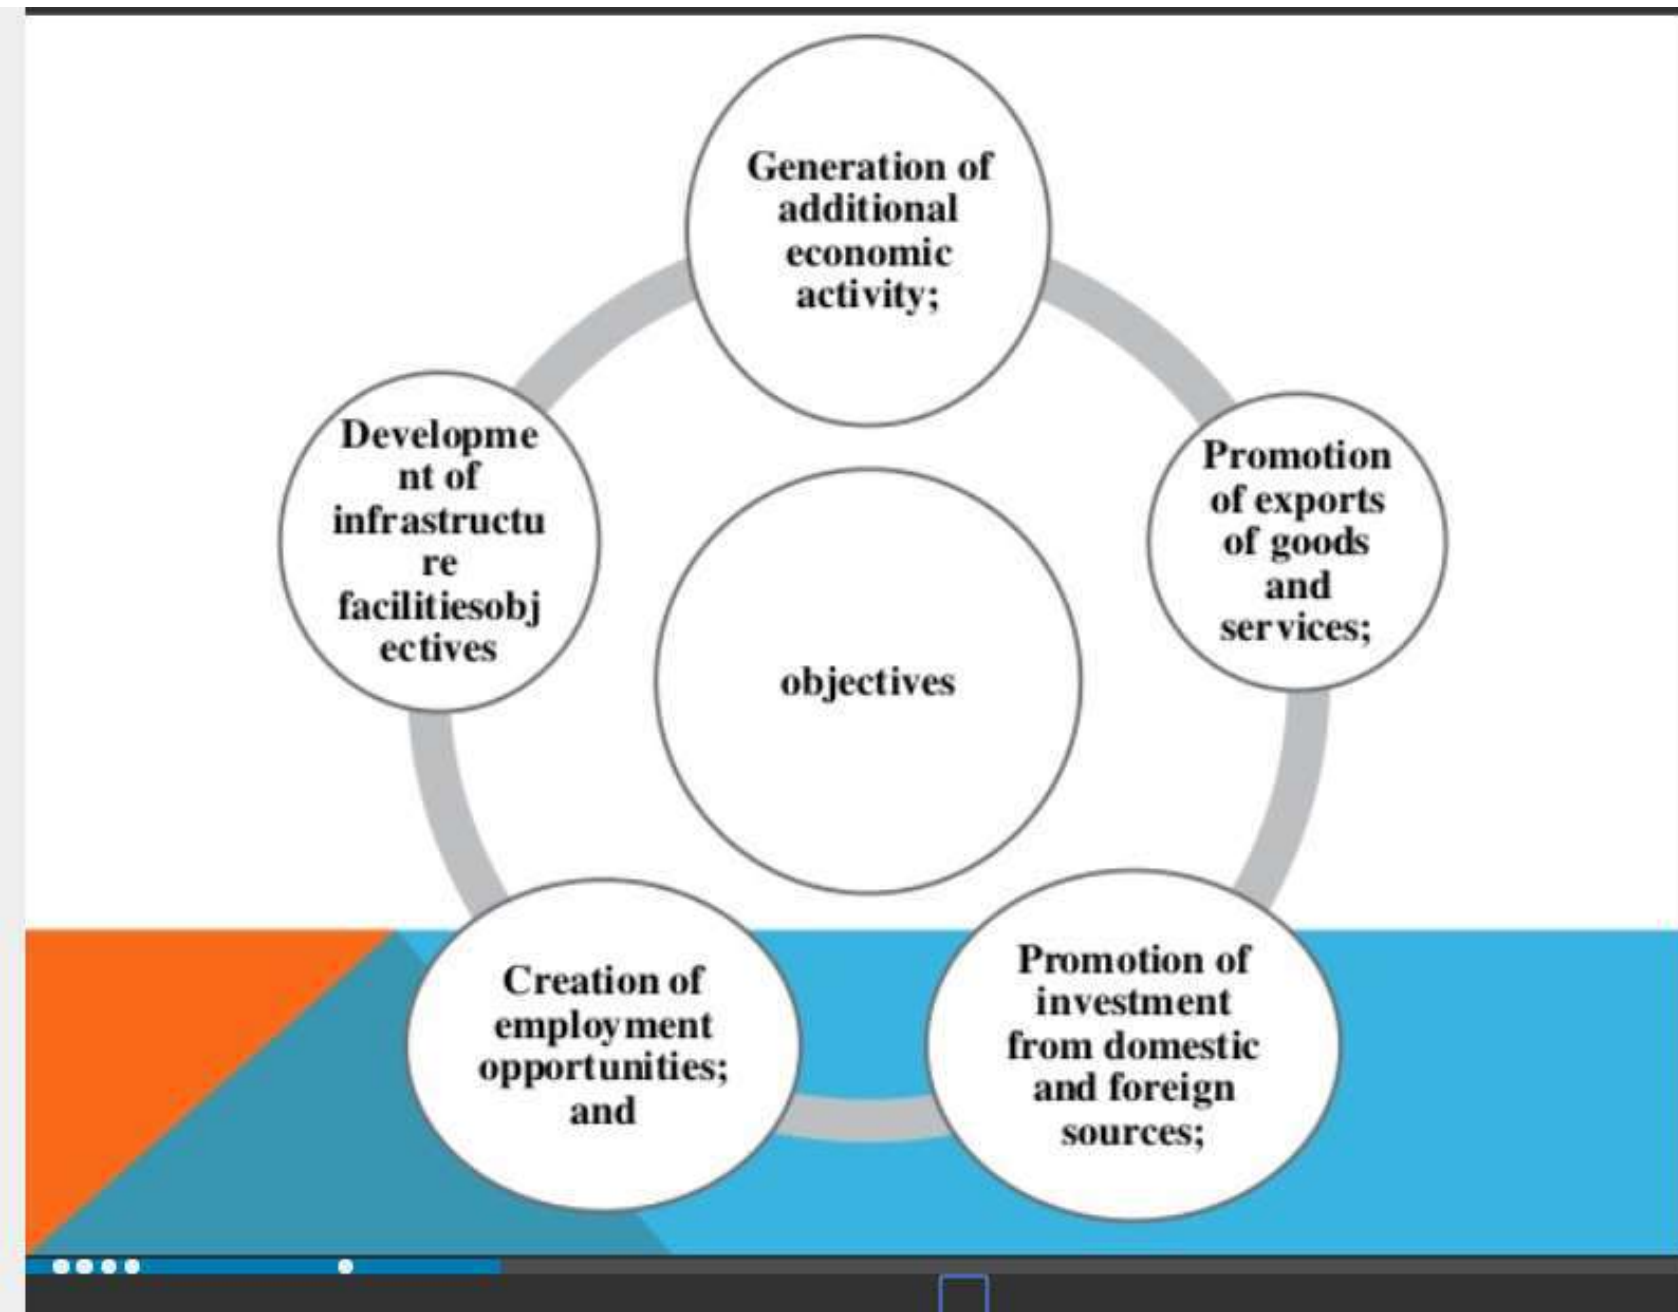 Generation of
additional
economic
activity;
Promotion
of exports
of goods
and
services;
Promotion of
investment
from domestic
and foreign
sources;
Creation of
employment
opportunities;
and
Developme
nt of
infrastructu
re
facilitiesobj
ectives
objectives